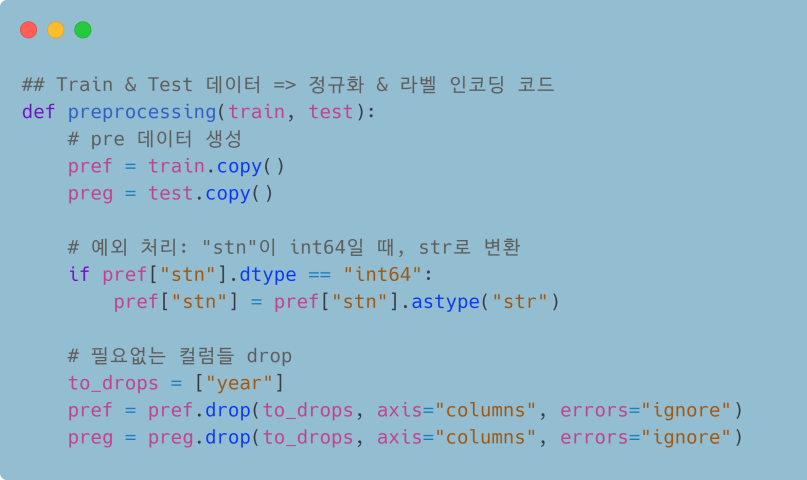 ## Train & Test 데이터 => 정규화 & 라벨 인코딩 코드
def preprocessing(train, test):
    # pre 데이터 생성
    pref = train.copy()
    preg = test.copy()

    # 예외 처리: "stn"이 int64일 때, str로 변환
    if pref["stn"].dtype == "int64":
        pref["stn"] = pref["stn"].astype("str")

    # 필요없는 컬럼들 drop
    to_drops = ["year"]
    pref = pref.drop(to_drops, axis="columns", errors="ignore")
    preg = preg.drop(to_drops, axis="columns", errors="ignore")